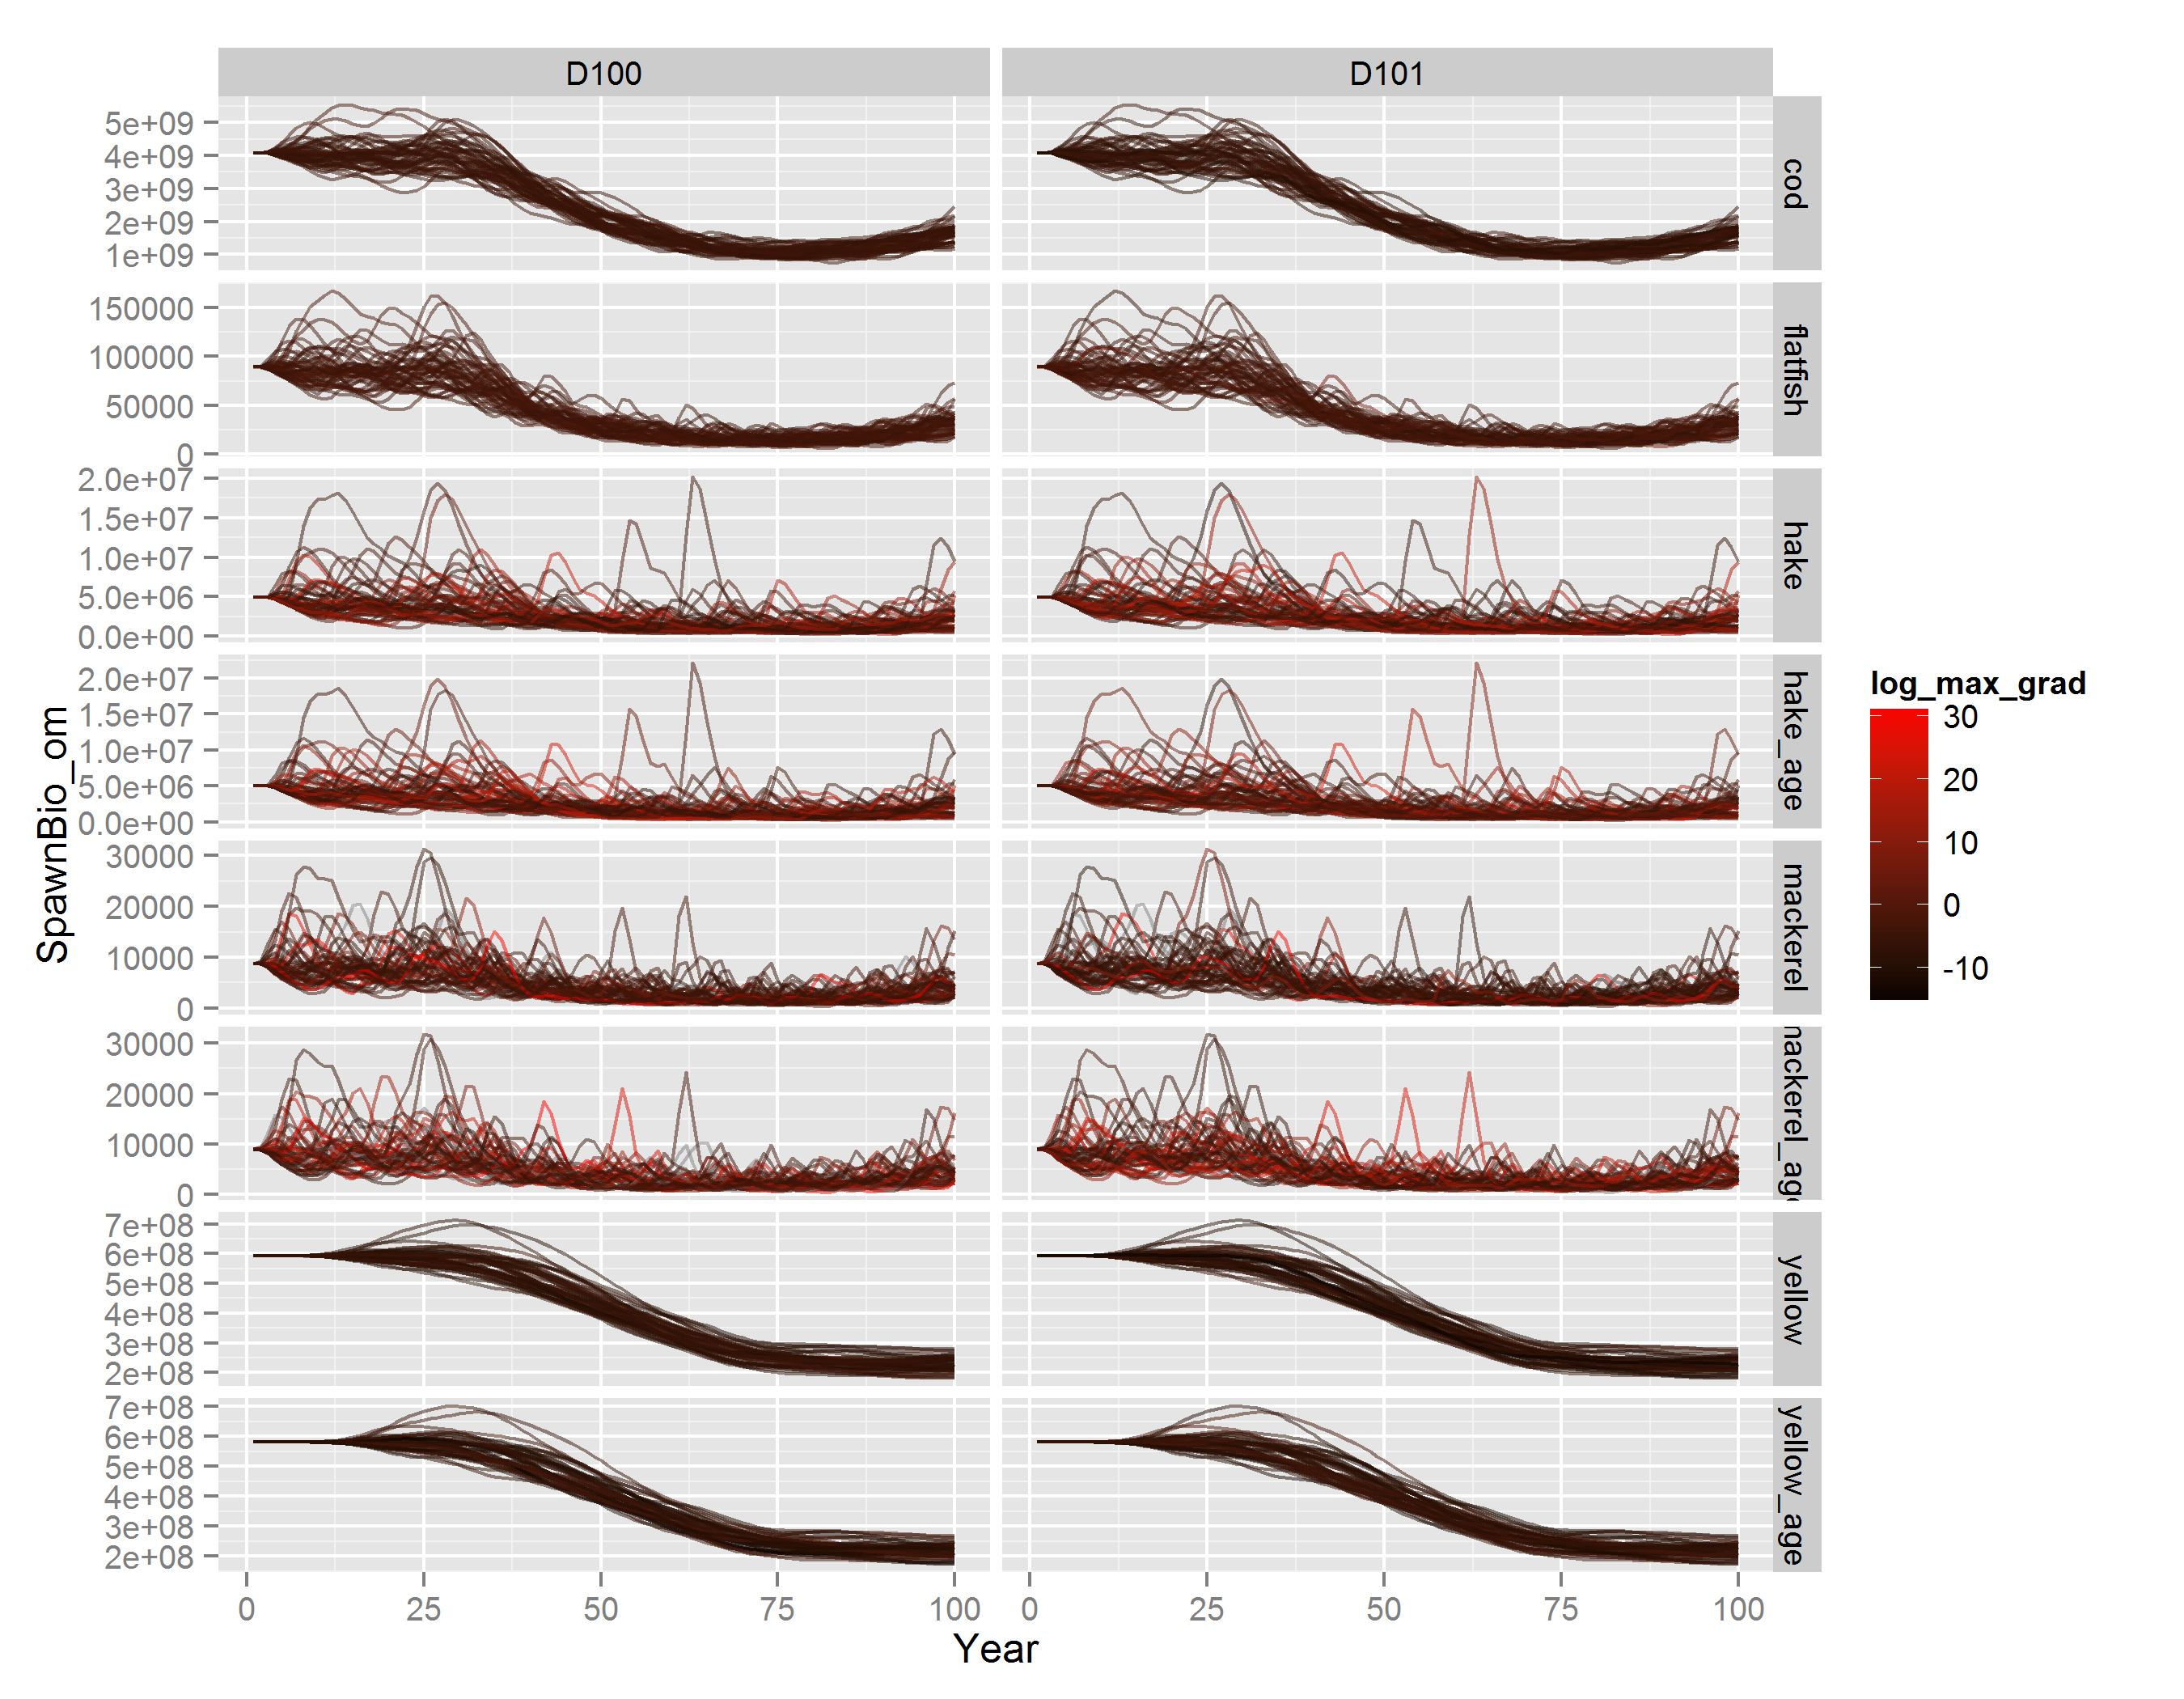 D100 D101
5e+09
4e+09
3e+09
2e+09
1e+09
cod
150000
100000
50000
0
flatfish
2.0e+07
1.5e+07
1.0e+07
5.0e+06
0.0e+00
hake
2.0e+07
1.5e+07
1.0e+07
5.0e+06
0.0e+00
hake_age
30000
20000
10000
0
mackerel
30000
20000
10000
0
mackerel_age
7e+08
6e+08
5e+08
4e+08
3e+08
2e+08
yellow
7e+08
6e+08
5e+08
4e+08
3e+08
2e+08
yellow_age
0 25 50 75 100 0 25 50 75 100
Year
SpawnBio_om
log_max_grad
30
20
10
0
-10